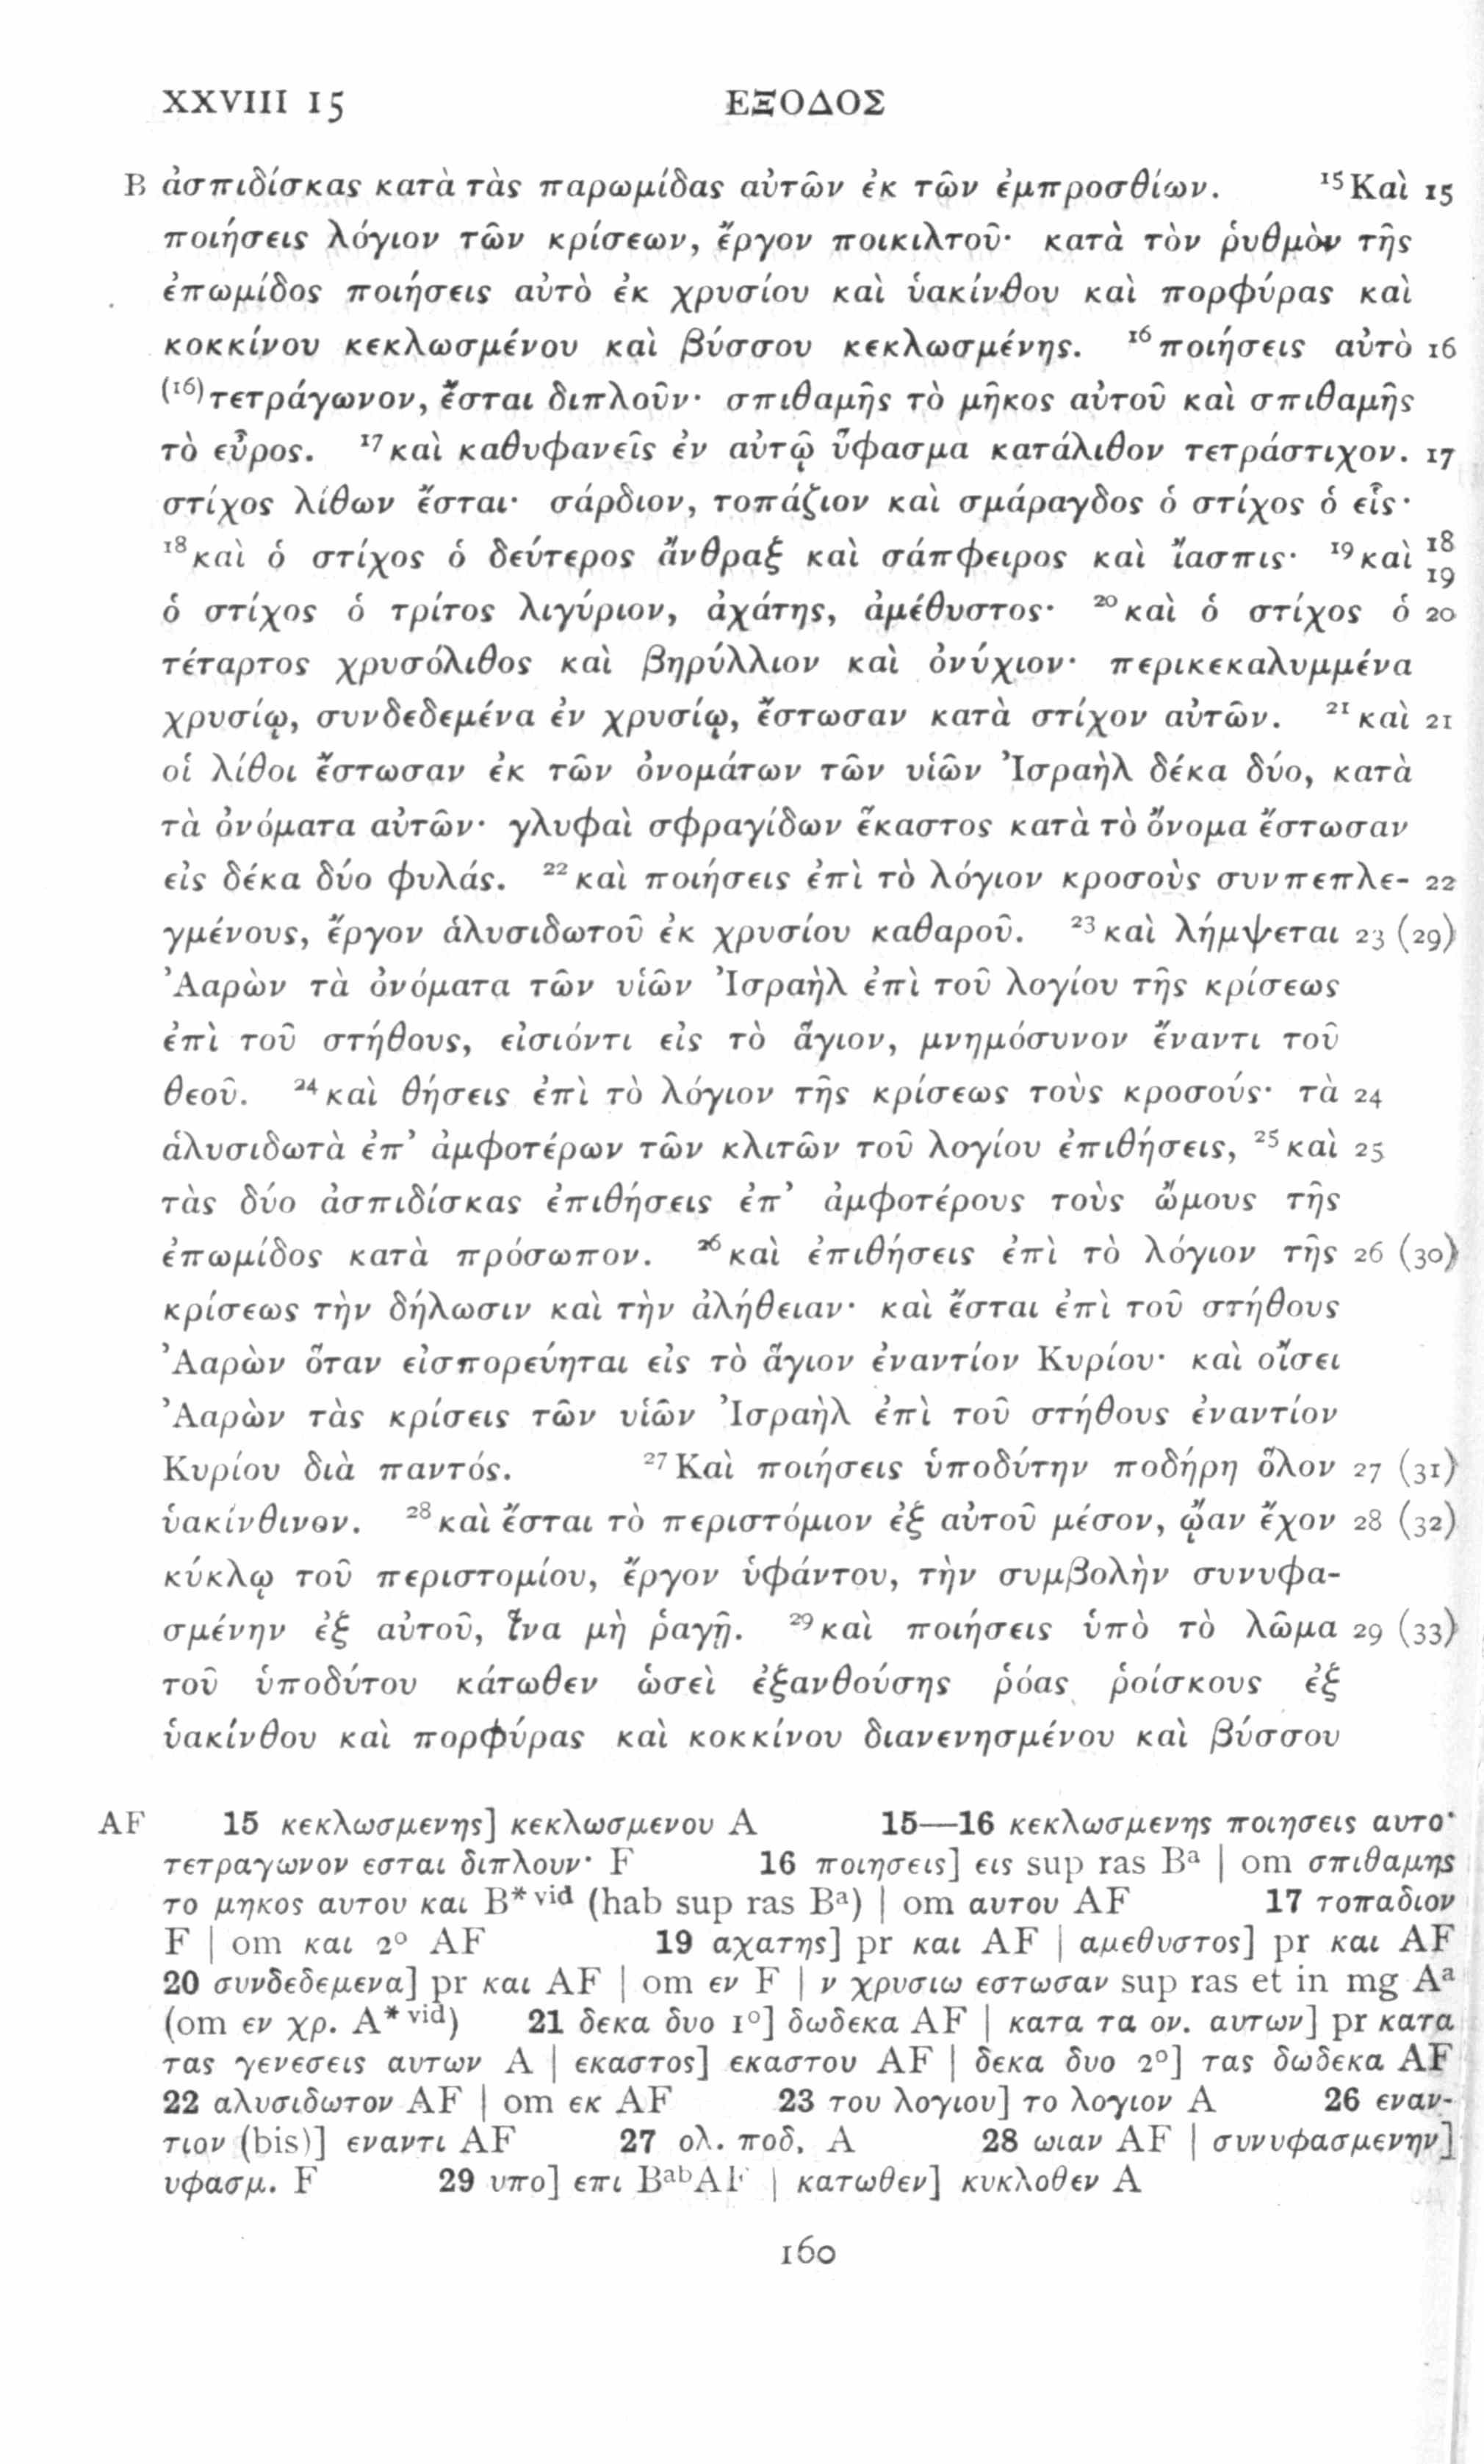 XXVIII 15 ΕΞΟΔΟΣ
B ἀσπιδίσκας κατὰ τὰς παρωμίδας αὐτῶν ἐκ τῶν ἐμπροσθίων. ¹⁵Καὶ 15
ποιήσεις λόγιον τῶν κρίσεων, ἔργον ποικιλτοῦ· κατὰ τὸν ῥυθμὸν τῆς
ἐπωμίδος ποιήσεις αὐτὸ ἐκ χρυσίου καὶ ὑακίνθου καὶ πορφύρας καὶ
κοκκίνου κεκλωσμένου καὶ βύσσου κεκλωσμένης. ¹⁶ποιήσεις αὐτὸ 16
⁽¹⁶⁾τετράγωνον, ἔσται διπλοῦν· σπιθαμῆς τὸ μῆκος αὐτοῦ καὶ σπιθαμῆς
τὸ εὖρος. ¹⁷καὶ καθυφανεῖς ἐν αὐτῷ ὕφασμα κατάλιθον τετράστιχον. 17
στίχος λίθων ἔσται· σάρδιον, τοπάζιον καὶ σμάραγδος ὁ στίχος ὁ εἷς·
¹⁸καὶ ὁ στίχος ὁ δεύτερος ἄνθραξ καὶ σάπφειρος καὶ ἴασπις· ¹⁹καὶ 18
19
ὁ στίχος ὁ τρίτος λιγύριον, ἀχάτης, ἀμέθυστος· ²⁰καὶ ὁ στίχος ὁ 20
τέταρτος χρυσόλιθος καὶ βηρύλλιον καὶ ὀνύχιον· περικεκαλυμμένα
χρυσίῳ, συνδεδεμένα ἐν χρυσίῳ, ἔστωσαν κατὰ στίχον αὐτῶν. ²¹καὶ 21
οἱ λίθοι ἔστωσαν ἐκ τῶν ὀνομάτων τῶν υἱῶν Ἰσραὴλ δέκα δύο, κατὰ
τὰ ὀνόματα αὐτῶν· γλυφαὶ σφραγίδων ἕκαστος κατὰ τὸ ὄνομα ἔστωσαν
εἰς δέκα δύο φυλάς. ²²καὶ ποιήσεις ἐπὶ τὸ λόγιον κροσοὺς συνπεπλε- 22
γμένους, ἔργον ἁλυσιδωτοῦ ἐκ χρυσίου καθαροῦ. ²³καὶ λήμψεται 23 (29)
Ἀαρὼν τὰ ὀνόματα τῶν υἱῶν Ἰσραὴλ ἐπὶ τοῦ λογίου τῆς κρίσεως
ἐπὶ τοῦ στήθους, εἰσιόντι εἰς τὸ ἅγιον, μνημόσυνον ἔναντι τοῦ
θεοῦ. ²⁴καὶ θήσεις ἐπὶ τὸ λόγιον τῆς κρίσεως τοὺς κροσούς· τὰ 24
ἁλυσιδωτὰ ἐπ’ ἀμφοτέρων τῶν κλιτῶν τοῦ λογίου ἐπιθήσεις, ²⁵καὶ 25
τὰς δύο ἀσπιδίσκας ἐπιθήσεις ἐπ’ ἀμφοτέρους τοὺς ὤμους τῆς
ἐπωμίδος κατὰ πρόσωπον. ²⁶καὶ ἐπιθήσεις ἐπὶ τὸ λόγιον τῆς 26 (30)
κρίσεως τὴν δήλωσιν καὶ τὴν ἀλήθειαν· καὶ ἔσται ἐπὶ τοῦ στήθους
Ἀαρὼν ὅταν εἰσπορεύηται εἰς τὸ ἅγιον ἐναντίον Κυρίου· καὶ οἴσει
Ἀαρὼν τὰς κρίσεις τῶν υἱῶν Ἰσραὴλ ἐπὶ τοῦ στήθους ἐναντίον
Κυρίου διὰ παντός. ²⁷Καὶ ποιήσεις ὑποδύτην ποδήρη ὅλον 27 (31)
ὑακίνθινον. ²⁸καὶ ἔσται τὸ περιστόμιον ἐξ αὐτοῦ μέσον, ᾤαν ἔχον 28 (32)
κύκλῳ τοῦ περιστομίου, ἔργον ὑφάντου, τὴν συμβολὴν συνυφα-
σμένην ἐξ αὐτοῦ, ἵνα μὴ ῥαγῇ. ²⁹καὶ ποιήσεις ὑπὸ τὸ λῶμα 29 (33)
τοῦ ὑποδύτου κάτωθεν ὡσεὶ ἐξανθούσης ῥόας ῥοίσκους ἐξ
ὑακίνθου καὶ πορφύρας καὶ κοκκίνου διανενησμένου καὶ βύσσου
AF 15 κεκλωσμενης] κεκλωσμενου A 15—16 κεκλωσμενης ποιησεις αυτο·
τετραγωνον εσται διπλουν· F 16 ποιησεις] εις sup ras Bᵃ | om σπιθαμης
το μηκος αυτου και B*ᵛⁱᵈ (hab sup ras Bᵃ) | om αυτου AF 17 τοπαδιον
F | om και 2° AF 19 αχατης] pr και AF | αμεθυστος] pr και AF
20 συνδεδεμενα] pr και AF | om εν F | ν χρυσιω εστωσαν sup ras et in mg Aᵃ
(om εν χρ. A*ᵛⁱᵈ) 21 δεκα δυο 1°] δωδεκα AF | κατα τα ον. αυτων] pr κατα
τας γενεσεις αυτων A | εκαστος] εκαστου AF | δεκα δυο 2°] τας δωδεκα AF
22 αλυσιδωτον AF | om εκ AF 23 του λογιου] το λογιον A 26 εναν-
τιον (bis)] εναντι AF 27 ολ. ποδ. A 28 ωιαν AF | συνυφασμενην]
υφασμ. F 29 υπο] επι BᵃᵇAF | κατωθεν] κυκλοθεν A
160